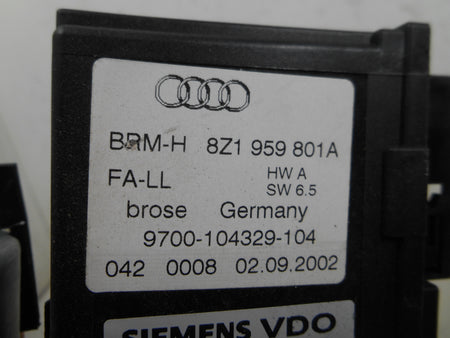 BRM-H 8Z1 959 801A
FA-LL HW A
SW 6.5
brose Germany
9700-104329-104
042 0008 02.09.2002
SIEMENS VDO